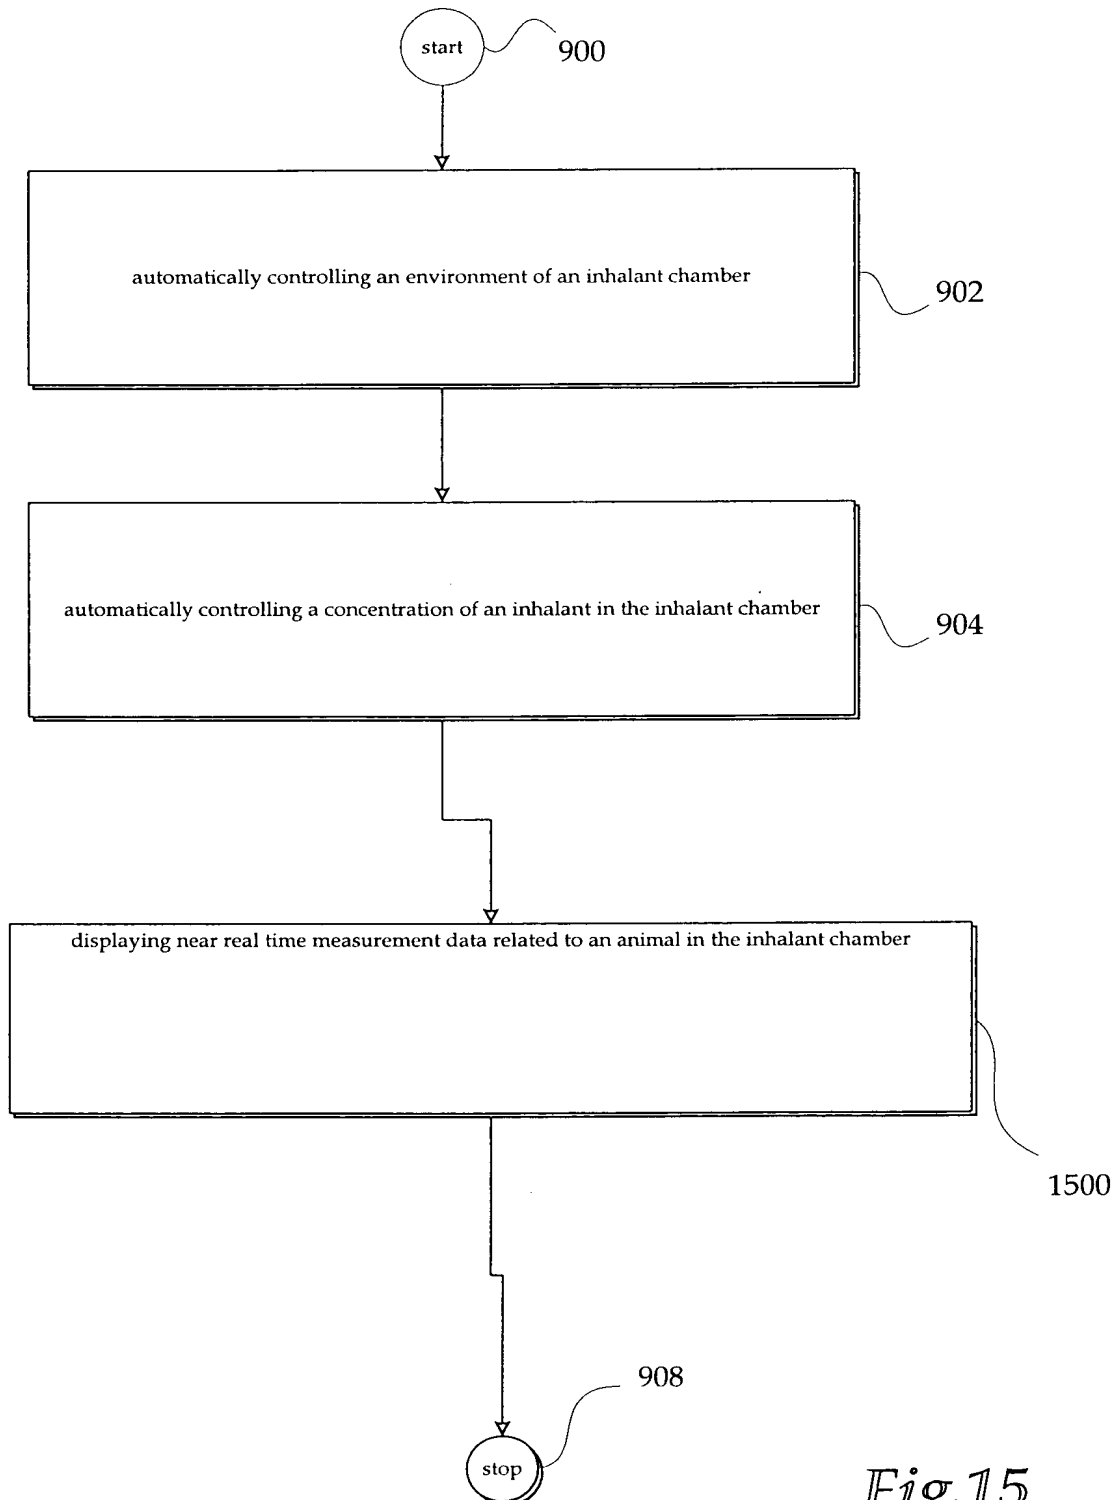 start
900
automatically controlling an environment of an inhalant chamber
902
automatically controlling a concentration of an inhalant in the inhalant chamber
904
displaying near real time measurement data related to an animal in the inhalant chamber
1500
908
stop
Fig.15